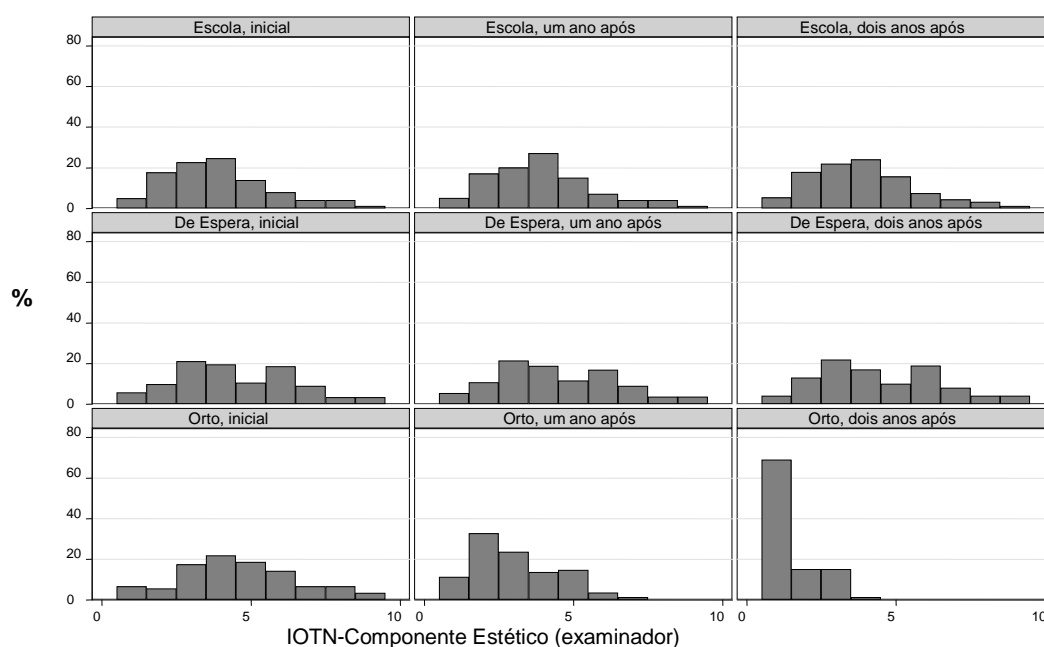 Escola, inicial
Escola, um ano após
Escola, dois anos após
80
60
40
20
0
De Espera, inicial
De Espera, um ano após
De Espera, dois anos após
80
60
40
20
0
%
Orto, inicial
Orto, um ano após
Orto, dois anos após
80
60
40
20
0
0 5 10 0 5 10 0 5 10
IOTN-Componente Estético (examinador)